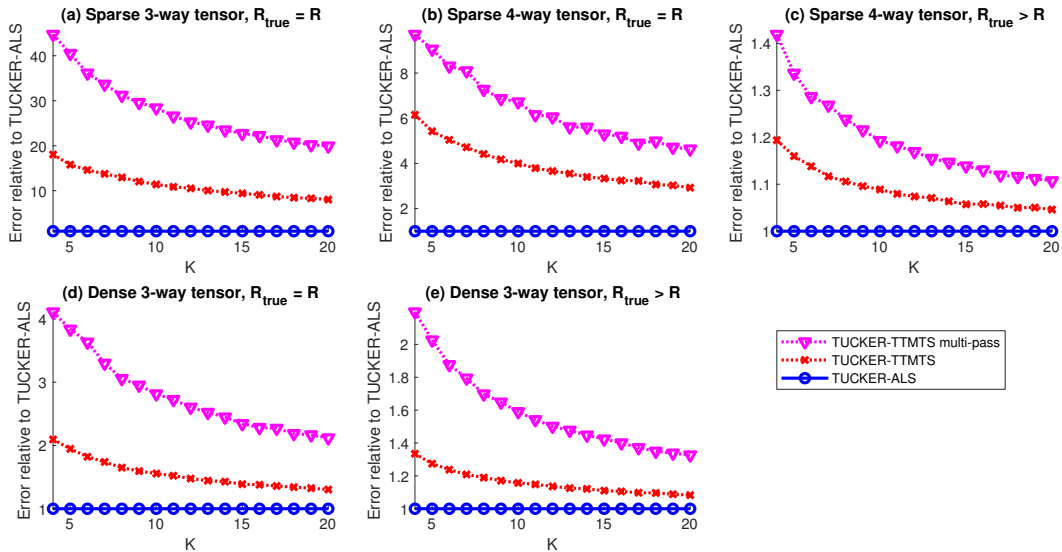 (a) Sparse 3-way tensor, R_true = R
Error relative to TUCKER-ALS
40
30
20
10
5 10 15 20
K
(b) Sparse 4-way tensor, R_true = R
Error relative to TUCKER-ALS
8
6
4
2
5 10 15 20
K
(c) Sparse 4-way tensor, R_true > R
Error relative to TUCKER-ALS
1.4
1.3
1.2
1.1
1
5 10 15 20
K
(d) Dense 3-way tensor, R_true = R
Error relative to TUCKER-ALS
4
3
2
1
5 10 15 20
K
(e) Dense 3-way tensor, R_true > R
Error relative to TUCKER-ALS
2
1.8
1.6
1.4
1.2
1
5 10 15 20
K
TUCKER-TTMTS multi-pass
TUCKER-TTMTS
TUCKER-ALS